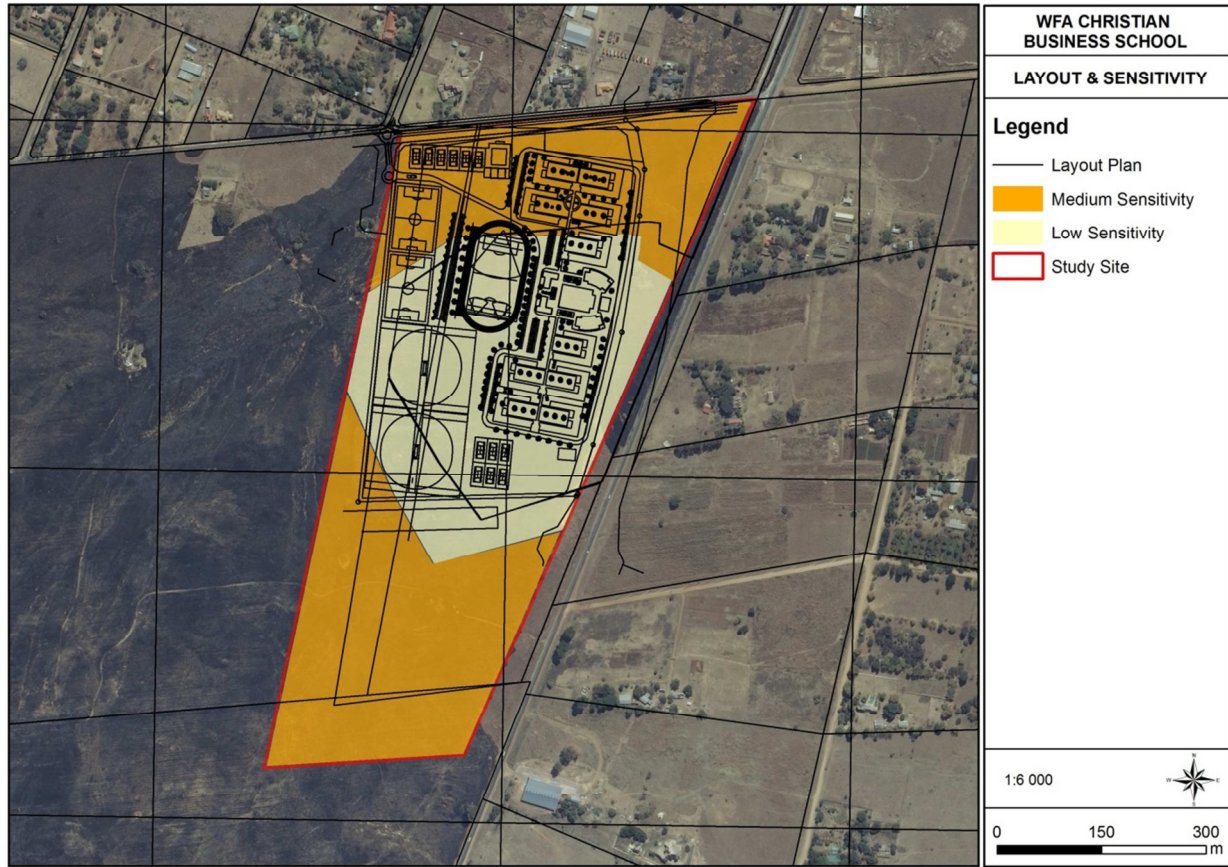 WFA CHRISTIAN
BUSINESS SCHOOL
LAYOUT & SENSITIVITY
Legend
Layout Plan
Medium Sensitivity
Low Sensitivity
Study Site
1:6 000
N
W E
S
0 150 300
m